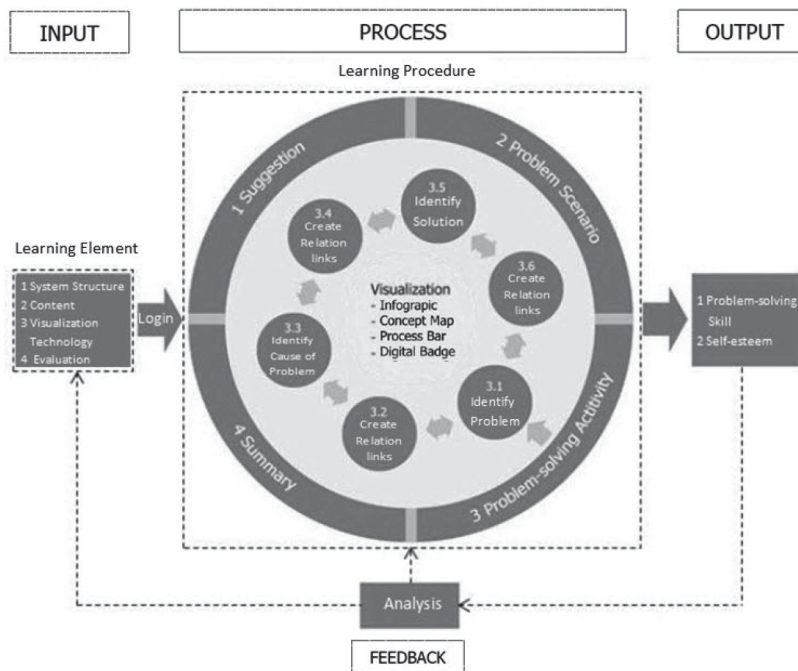 INPUT
PROCESS
OUTPUT
Learning Procedure
1 Suggestion
2 Problem Scenario
3.5
Identify
Solution
3.4
Create
Relation
links
3.6
Create
Relation
links
Learning Element
1 System Structure
2 Content
3 Visualization
Technology
4 Evaluation
Login
Visualization
- Infograpic
- Concept Map
- Process Bar
- Digital Badge
1 Problem-solving
Skill
2 Self-esteem
3.3
Identify
Cause of
Problem
3.1
Identify
Problem
3.2
Create
Relation
links
4 Summary
3 Problem-solving Actitivity
Analysis
FEEDBACK